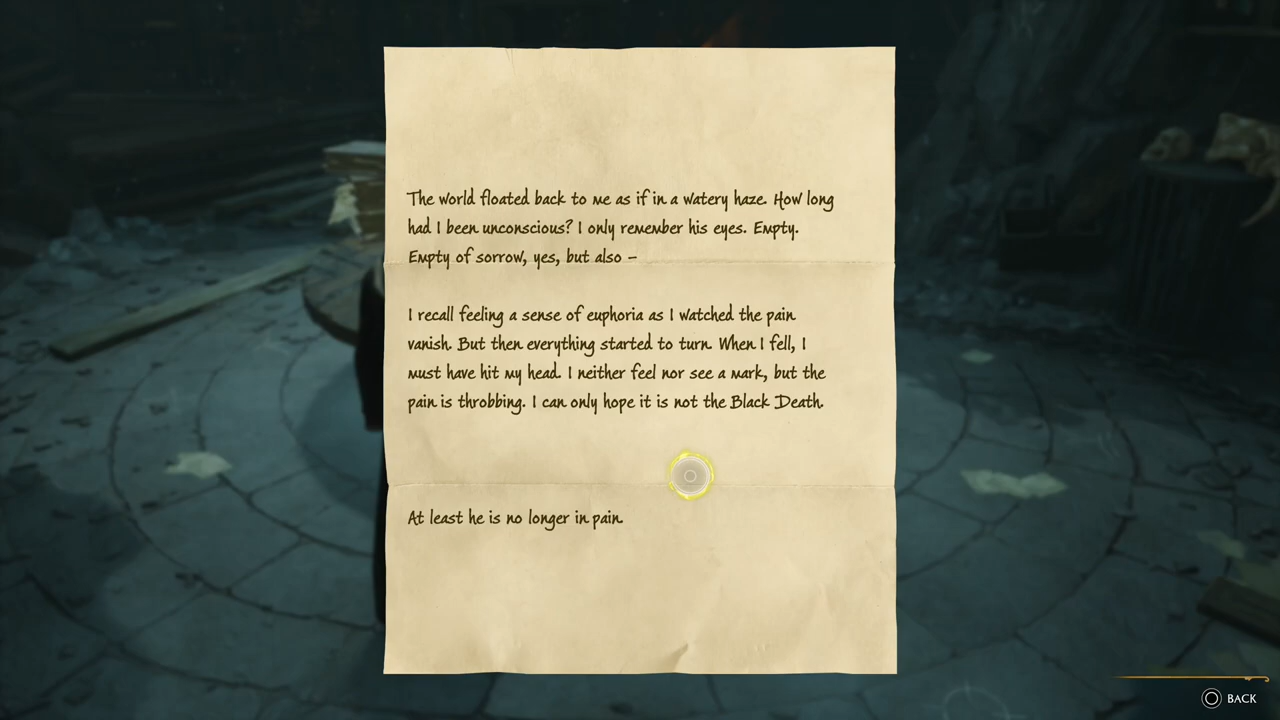 The world floated back to me as if in a watery haze. How long
had I been unconscious? I only remember his eyes. Empty.
Empty of sorrow, yes, but also –
I recall feeling a sense of euphoria as I watched the pain
vanish. But then everything started to turn. When I fell, I
must have hit my head. I neither feel nor see a mark, but the
pain is throbbing. I can only hope it is not the Black Death.
At least he is no longer in pain.
BACK